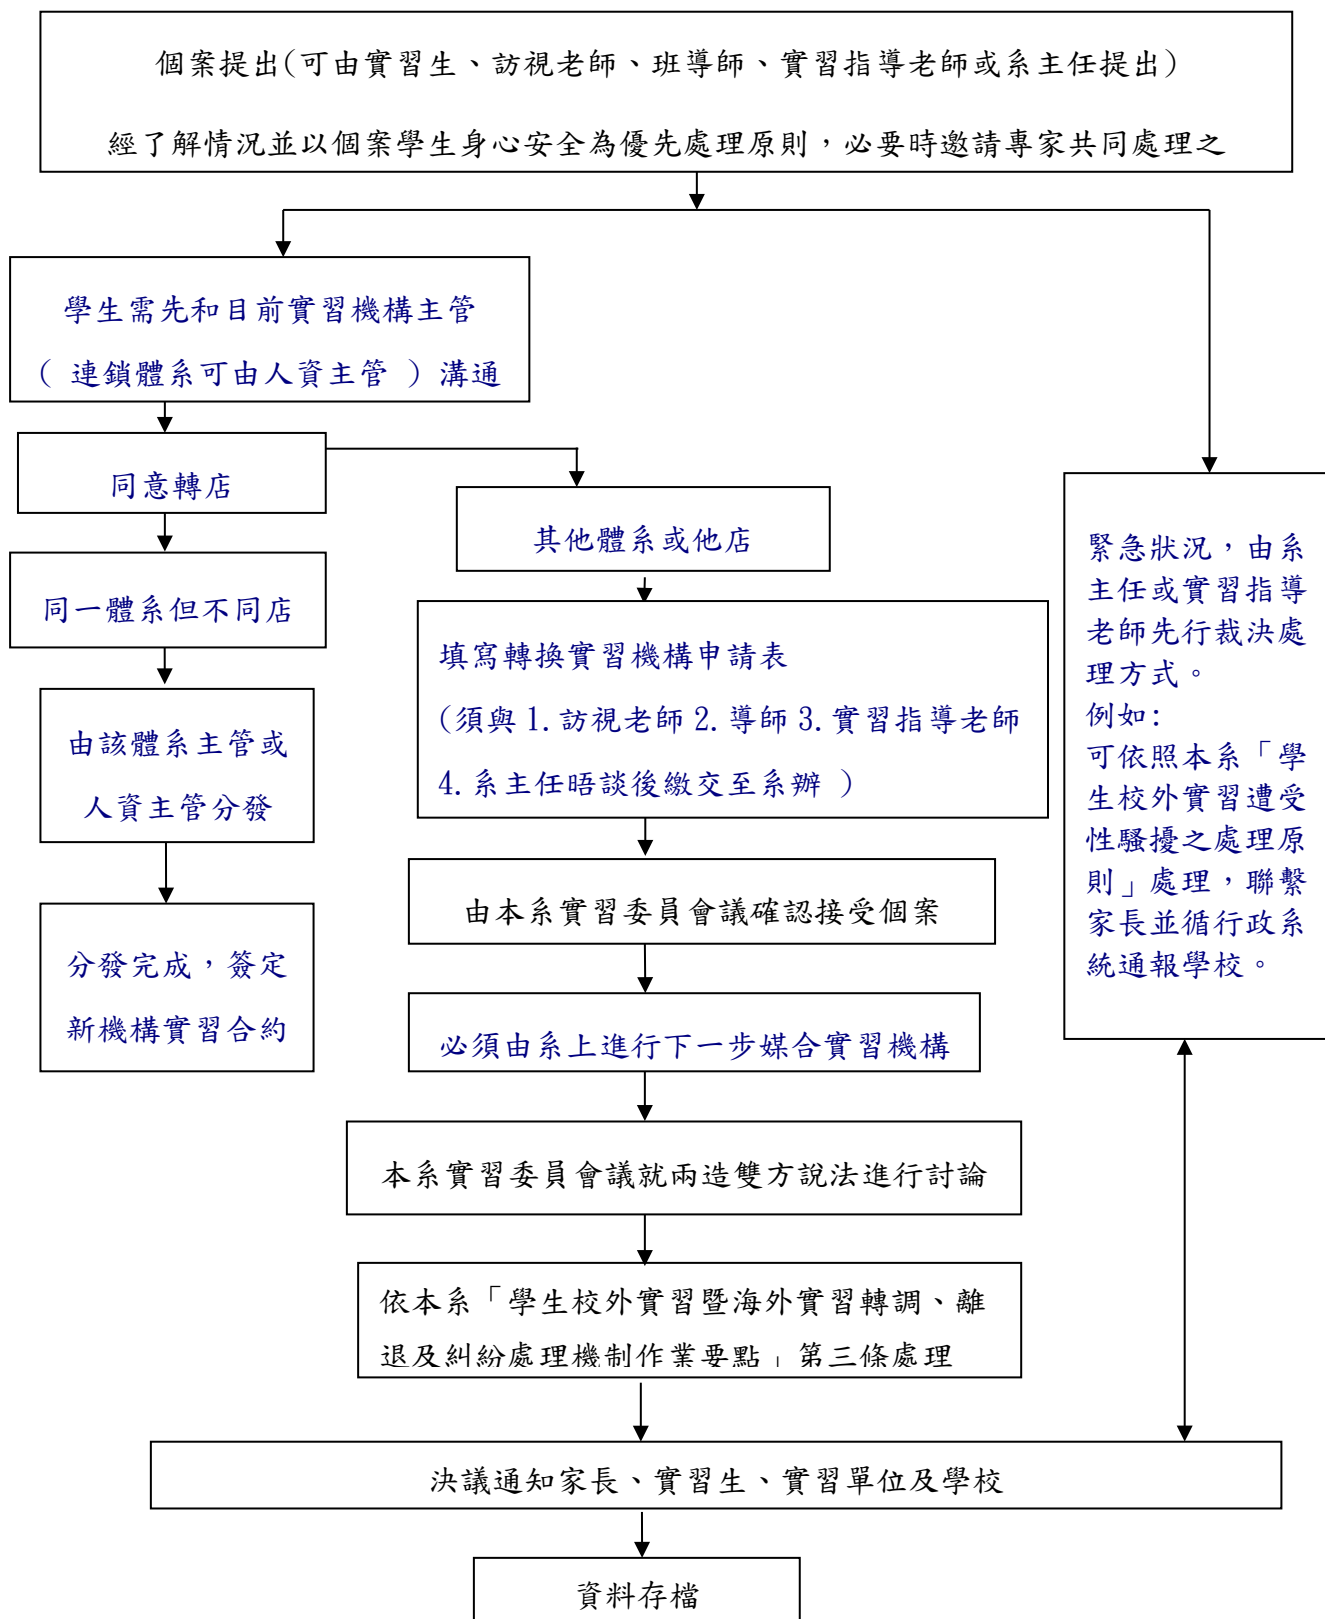 個案提出(可由實習生、訪視老師、班導師、實習指導老師或系主任提出)
經了解情況並以個案學生身心安全為優先處理原則，必要時邀請專家共同處理之
學生需先和目前實習機構主管
( 連鎖體系可由人資主管 ) 溝通
同意轉店
同一體系但不同店
由該體系主管或
人資主管分發
分發完成，簽定
新機構實習合約
其他體系或他店
填寫轉換實習機構申請表
(須與 1.訪視老師 2.導師 3.實習指導老師
4.系主任晤談後繳交至系辦 )
由本系實習委員會議確認接受個案
必須由系上進行下一步媒合實習機構
本系實習委員會議就兩造雙方說法進行討論
依本系「學生校外實習暨海外實習轉調、離
退及糾紛處理機制作業要點」第三條處理
緊急狀況，由系
主任或實習指導
老師先行裁決處
理方式。
例如:
可依照本系「學
生校外實習遭受
性騷擾之處理原
則」處理，聯繫
家長並循行政系
統通報學校。
決議通知家長、實習生、實習單位及學校
資料存檔